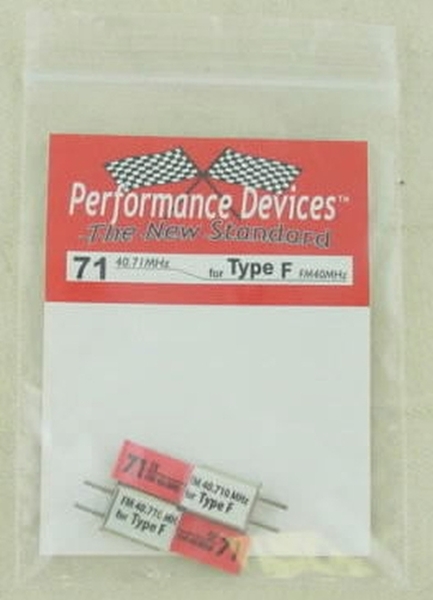 Performance Devices™
The New Standard
71 40.71MHz for Type F FM40MHz
71
FM 40.710 MHz
for Type F
FM 40.710 MH
for Type F
71